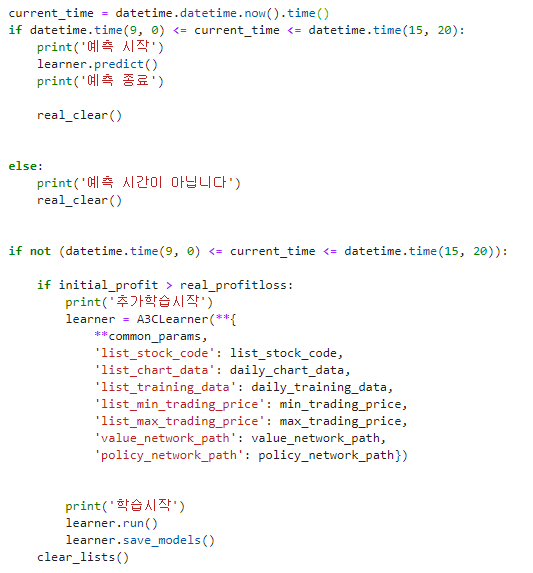 current_time = datetime.datetime.now().time()
if datetime.time(9, 0) <= current_time <= datetime.time(15, 20):
    print('예측 시작')
    learner.predict()
    print('예측 종료')

    real_clear()


else:
    print('예측 시간이 아닙니다')
    real_clear()


if not (datetime.time(9, 0) <= current_time <= datetime.time(15, 20)):

    if initial_profit > real_profitloss:
        print('추가학습시작')
        learner = A3CLearner(**{
            **common_params,
            'list_stock_code': list_stock_code,
            'list_chart_data': daily_chart_data,
            'list_training_data': daily_training_data,
            'list_min_trading_price': min_trading_price,
            'list_max_trading_price': max_trading_price,
            'value_network_path': value_network_path,
            'policy_network_path': policy_network_path})


        print('학습시작')
        learner.run()
        learner.save_models()
    clear_lists()